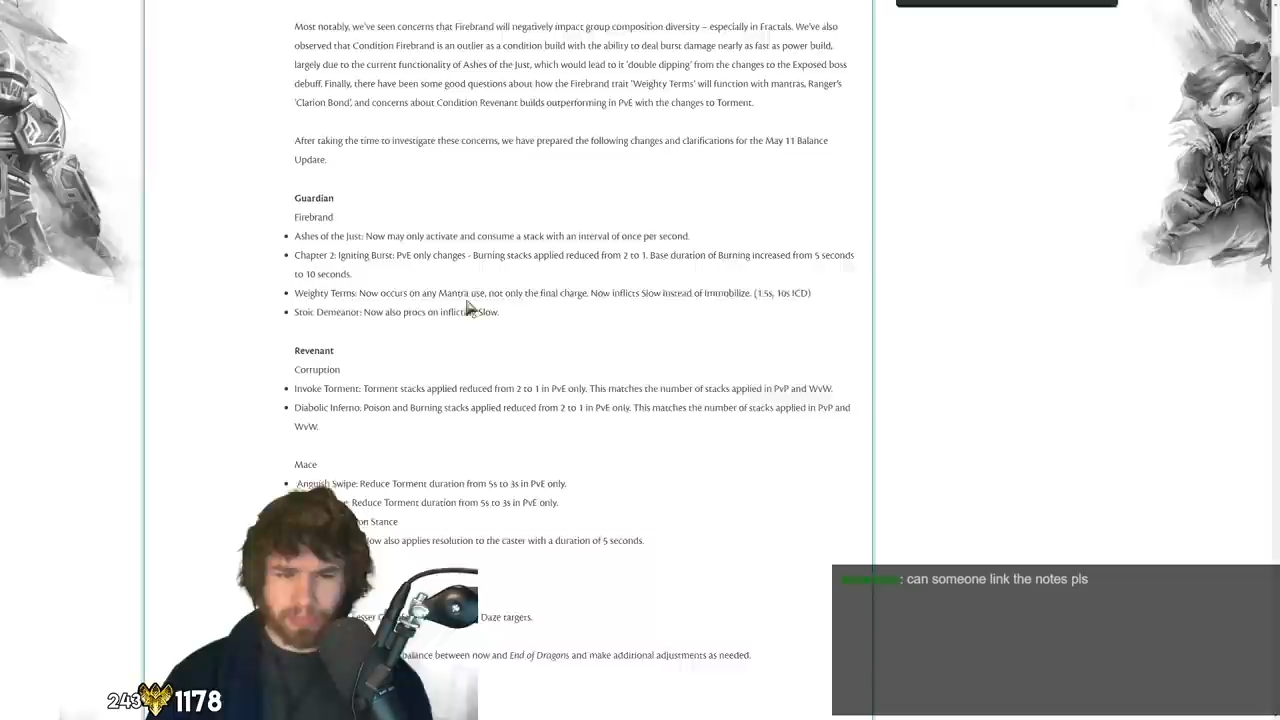 Most notably, we've seen concerns that Firebrand will negatively impact group composition diversity – especially in Fractals. We've also
observed that Condition Firebrand is an outlier as a condition build with the ability to deal burst damage nearly as fast as power build,
largely due to the current functionality of Ashes of the Just, which would lead to it 'double dipping' from the changes to the Exposed boss
debuff. Finally, there have been some good questions about how the Firebrand trait 'Weighty Terms' will function with mantras, Ranger's
'Clarion Bond', and concerns about Condition Revenant builds outperforming in PvE with the changes to Torment.
After taking the time to investigate these concerns, we have prepared the following changes and clarifications for the May 11 Balance
Update.
Guardian
Firebrand
Ashes of the Just: Now may only activate and consume a stack with an interval of once per second.
Chapter 2: Igniting Burst: PvE only changes - Burning stacks applied reduced from 2 to 1. Base duration of Burning increased from 5 seconds
to 10 seconds.
Weighty Terms: Now occurs on any Mantra use, not only the final charge. Now inflicts Slow instead of Immobilize. (1.5s, 10s ICD)
Stoic Demeanor: Now also procs on inflicting Slow.
Revenant
Corruption
Invoke Torment: Torment stacks applied reduced from 2 to 1 in PvE only. This matches the number of stacks applied in PvP and WvW.
Diabolic Inferno: Poison and Burning stacks applied reduced from 2 to 1 in PvE only. This matches the number of stacks applied in PvP and
WvW.
Mace
Anguish Swipe: Reduce Torment duration from 5s to 3s in PvE only.
Reduce Torment duration from 5s to 3s in PvE only.
Stance
Now also applies resolution to the caster with a duration of 5 seconds.
Daze targets.
balance between now and End of Dragons and make additional adjustments as needed.
: can someone link the notes pls
243 1178